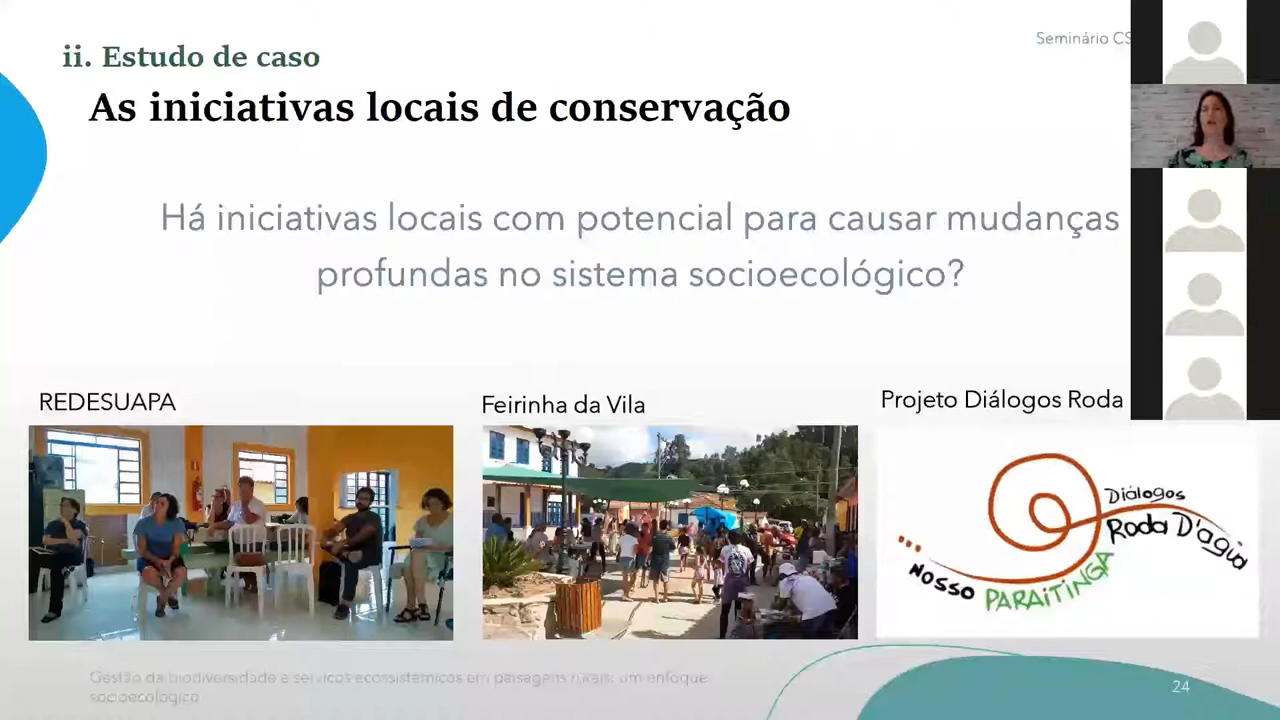 Seminário CS
ii. Estudo de caso
As iniciativas locais de conservação
Há iniciativas locais com potencial para causar mudanças
profundas no sistema socioecológico?
REDESUAPA
Feirinha da Vila
Projeto Diálogos Roda
Diálogos
Roda D'água
... NOSSO PARAITINGA
Gestão da biodiversidade e serviços ecossistêmicos em paisagens rurais: um enfoque
socioecológico
24